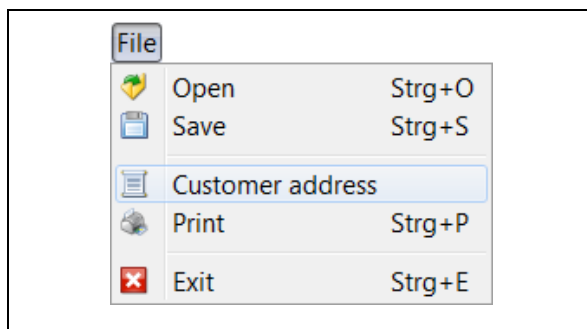 File
Open Strg+O
Save Strg+S
Customer address
Print Strg+P
Exit Strg+E